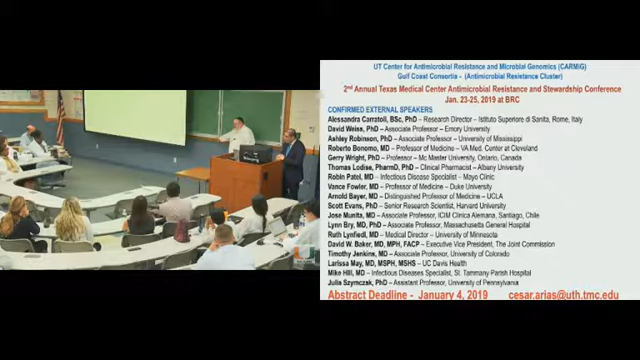 UT Center for Antimicrobial Resistance and Microbial Genomics (CARMiG)
Gulf Coast Consortia - (Antimicrobial Resistance Cluster)
2nd Annual Texas Medical Center Antimicrobial Resistance and Stewardship Conference
Jan. 23-25, 2019 at BRC
CONFIRMED EXTERNAL SPEAKERS
Alessandra Carratoli, BSc, PhD – Research Director – Istituto Superiore di Sanita, Rome, Italy
David Weiss, PhD – Associate Professor – Emory University
Ashley Robinson, PhD – Associate Professor – University of Mississippi
Roberto Bonomo, MD – Professor of Medicine – VA Med. Center at Cleveland
Gerry Wright, PhD – Professor – Mc Master University, Ontario, Canada
Thomas Lodise, PharmD, PhD – Clinical Pharmacist – Albany University
Robin Patel, MD – Infectious Disease Specialist - Mayo Clinic
Vance Fowler, MD – Professor of Medicine – Duke University
Arnold Bayer, MD – Distinguished Professor of Medicine – UCLA
Scott Evans, PhD – Senior Research Scientist, Harvard University
Jose Munita, MD – Associate Professor, ICIM Clinica Alemana, Santiago, Chile
Lynn Bry, MD, PhD – Associate Professor, Massachusetts General Hospital
Ruth Lynfield, MD – Medical Director – University of Minnesota
David W. Baker, MD, MPH, FACP – Executive Vice President, The Joint Commission
Timothy Jenkins, MD – Associate Professor, University of Colorado
Larissa May, MD, MSPH, MSHS – UC Davis Health
Mike Hill, MD – Infectious Diseases Specialist, St. Tammany Parish Hospital
Julia Szymczak, PhD – Assistant Professor, University of Pennsylvania
Abstract Deadline - January 4, 2019 cesar.arias@uth.tmc.edu